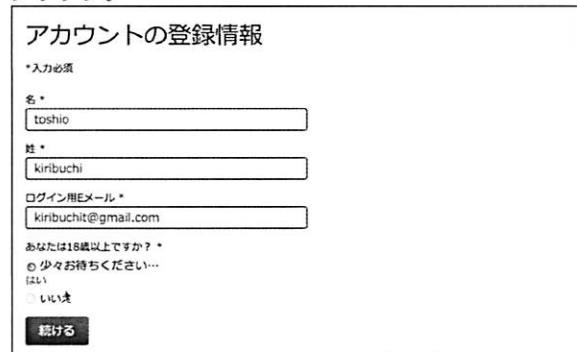 アカウントの登録情報
*入力必須
名 *
toshio
姓 *
kiribuchi
ログイン用Eメール *
kiribuchit@gmail.com
あなたは18歳以上ですか? *
少々お待ちください…
はい
いいえ
続ける